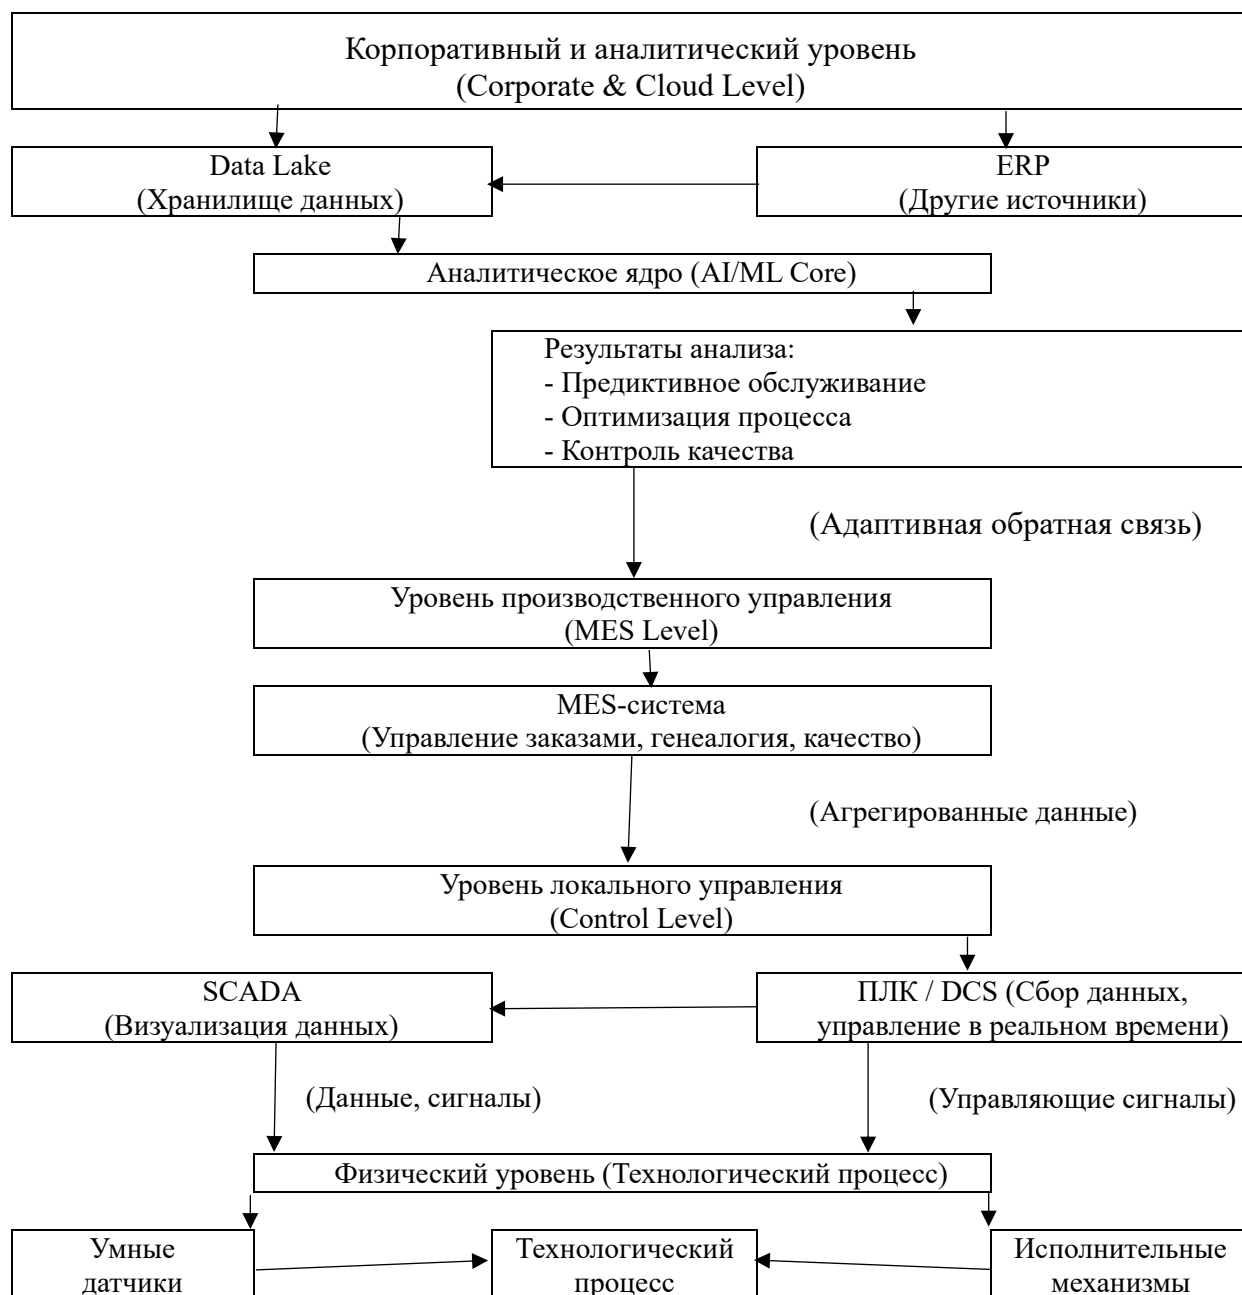 Корпоративный и аналитический уровень
(Corporate & Cloud Level)
Data Lake
(Хранилище данных)
ERP
(Другие источники)
Аналитическое ядро (AI/ML Core)
Результаты анализа:
- Предиктивное обслуживание
- Оптимизация процесса
- Контроль качества
(Адаптивная обратная связь)
Уровень производственного управления
(MES Level)
MES-система
(Управление заказами, генеалогия, качество)
(Агрегированные данные)
Уровень локального управления
(Control Level)
SCADA
(Визуализация данных)
ПЛК / DCS (Сбор данных,
управление в реальном времени)
(Данные, сигналы)
(Управляющие сигналы)
Физический уровень (Технологический процесс)
Умные
датчики
Технологический
процесс
Исполнительные
механизмы